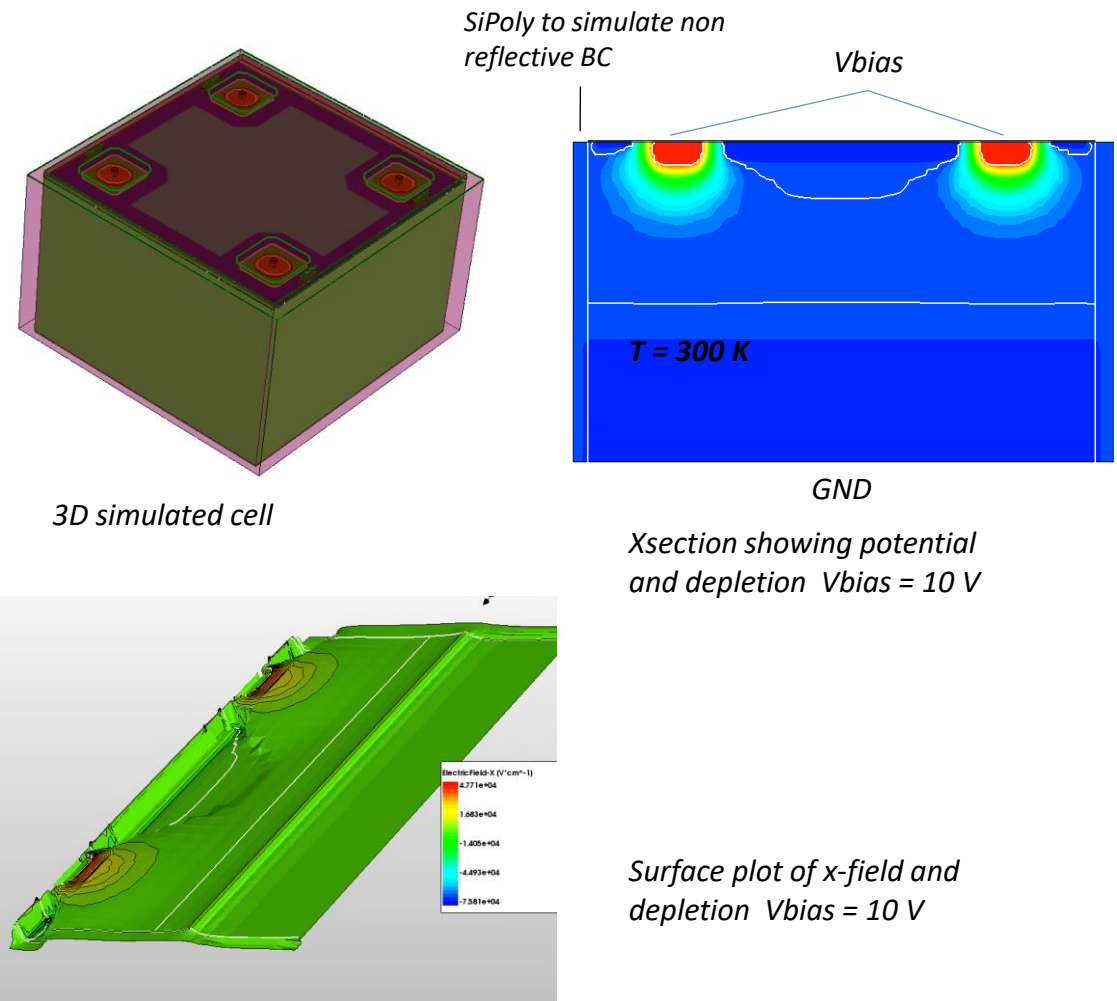 SiPoly to simulate non
reflective BC
Vbias
T = 300 K
GND
3D simulated cell
Xsection showing potential
and depletion Vbias = 10 V
ElectricField-X (V*cm^-1)
4.771e+04
1.683e+04
-1.405e+04
-4.493e+04
-7.581e+04
Surface plot of x-field and
depletion Vbias = 10 V